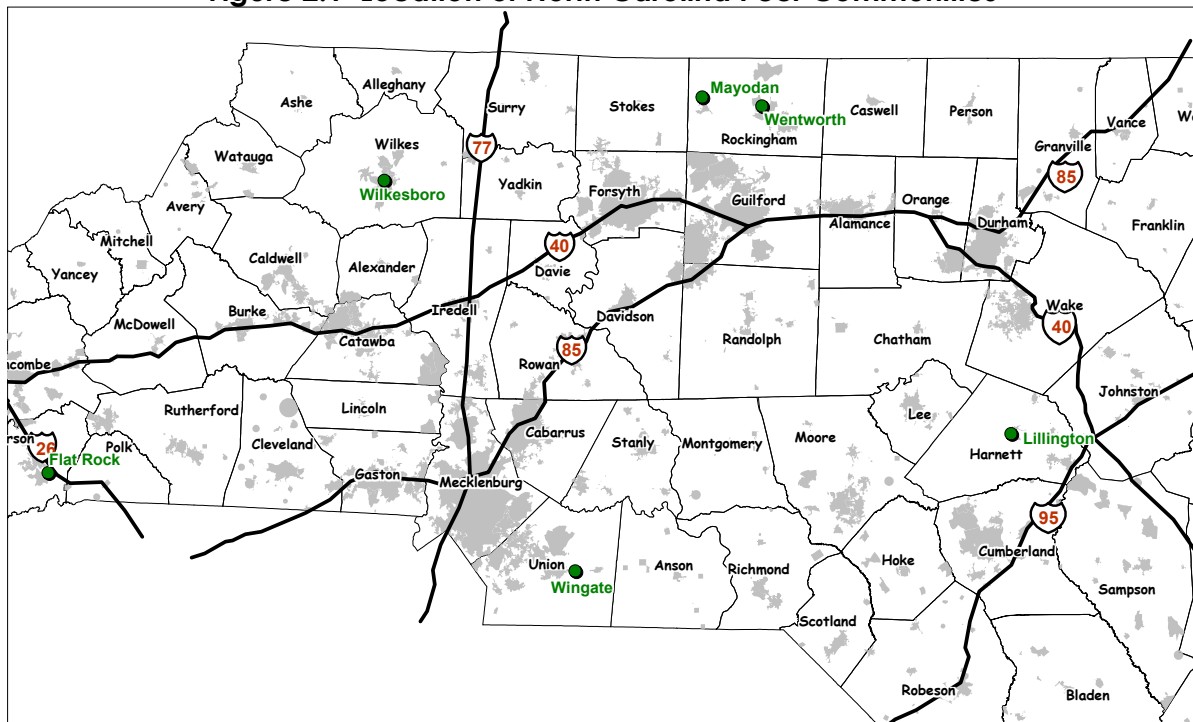 Ashe
Alleghany
Surry
Stokes
Mayodan
Wentworth
Rockingham
Caswell
Person
Granville
Vance
77
Wilkes
Watauga
Wilkesboro
Yadkin
Forsyth
Guilford
Alamance
Orange
Durham
85
Franklin
Avery
Mitchell
Yancey
Caldwell
Alexander
40
Davie
Iredell
Davidson
Burke
McDowell
Catawba
Rowan
85
Randolph
Chatham
Wake
40
Johnston
ncombe
Rutherford
Lincoln
Cleveland
Polk
erson
26
Flat Rock
Gaston
Mecklenburg
Cabarrus
Stanly
Montgomery
Moore
Lee
Lillington
Harnett
95
Cumberland
Union
Wingate
Anson
Richmond
Hoke
Scotland
Sampson
Robeson
Bladen